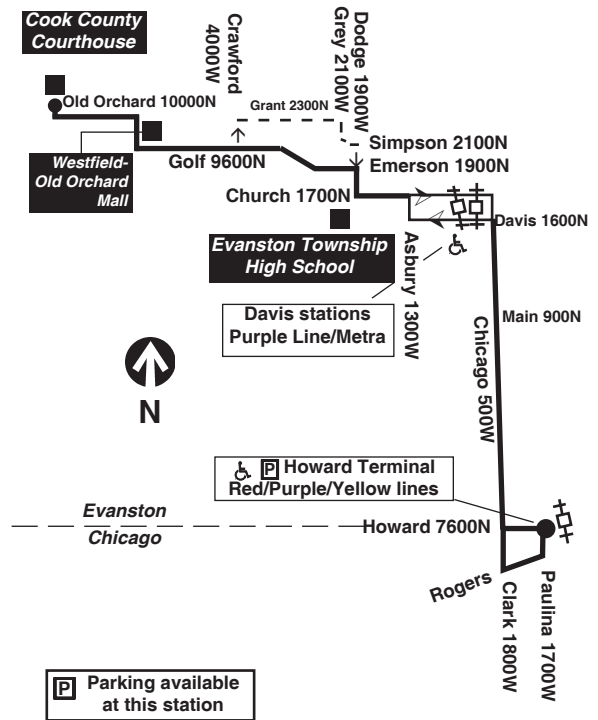 Cook County
Courthouse
Crawford
4000W
Dodge 1900W
Grey 2100W
Old Orchard 10000N
Grant 2300N
Simpson 2100N
Westfield-
Old Orchard
Mall
Golf 9600N
Emerson 1900N
Church 1700N
Davis 1600N
Evanston Township
High School
Asbury 1300W
Davis stations
Purple Line/Metra
Main 900N
Chicago 500W
N
P Howard Terminal
Red/Purple/Yellow lines
Evanston
Chicago
Howard 7600N
Rogers
Clark 1800W
Paulina 1700W
P Parking available
at this station